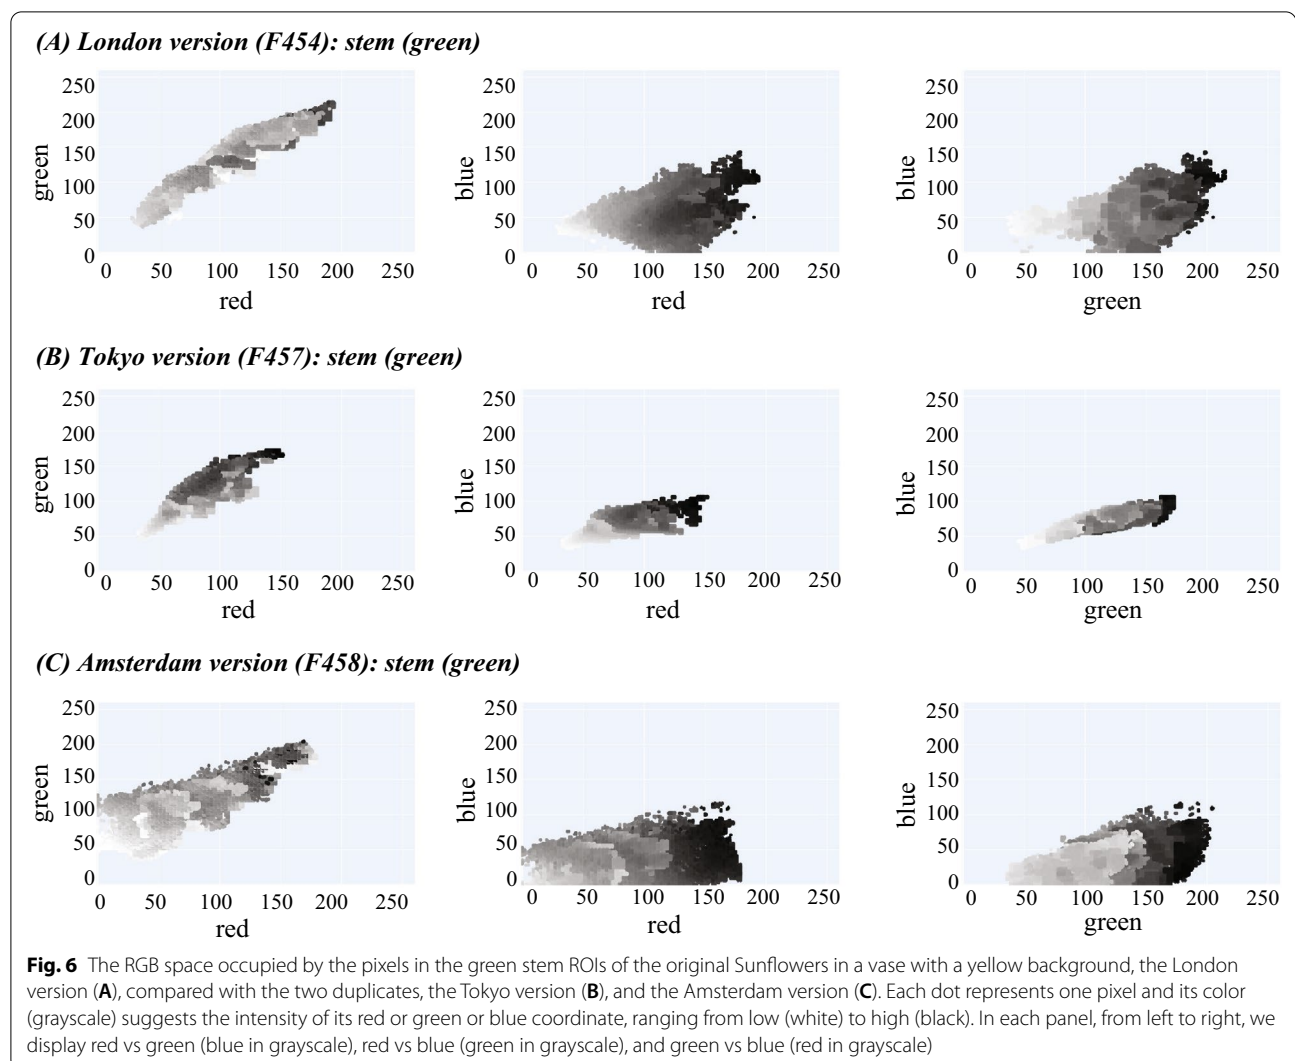 (A) London version (F454): stem (green)
250
200
150
100
50
0
green
0 50 100 150 200 250
red
250
200
150
100
50
0
blue
0 50 100 150 200 250
red
250
200
150
100
50
0
blue
0 50 100 150 200 250
green
(B) Tokyo version (F457): stem (green)
250
200
150
100
50
0
green
0 50 100 150 200 250
red
250
200
150
100
50
0
blue
0 50 100 150 200 250
red
250
200
150
100
50
0
blue
0 50 100 150 200 250
green
(C) Amsterdam version (F458): stem (green)
250
200
150
100
50
0
green
0 50 100 150 200 250
red
250
200
150
100
50
0
blue
0 50 100 150 200 250
red
250
200
150
100
50
0
blue
0 50 100 150 200 250
green
Fig. 6 The RGB space occupied by the pixels in the green stem ROIs of the original Sunflowers in a vase with a yellow background, the London
version (A), compared with the two duplicates, the Tokyo version (B), and the Amsterdam version (C). Each dot represents one pixel and its color
(grayscale) suggests the intensity of its red or green or blue coordinate, ranging from low (white) to high (black). In each panel, from left to right, we
display red vs green (blue in grayscale), red vs blue (green in grayscale), and green vs blue (red in grayscale)